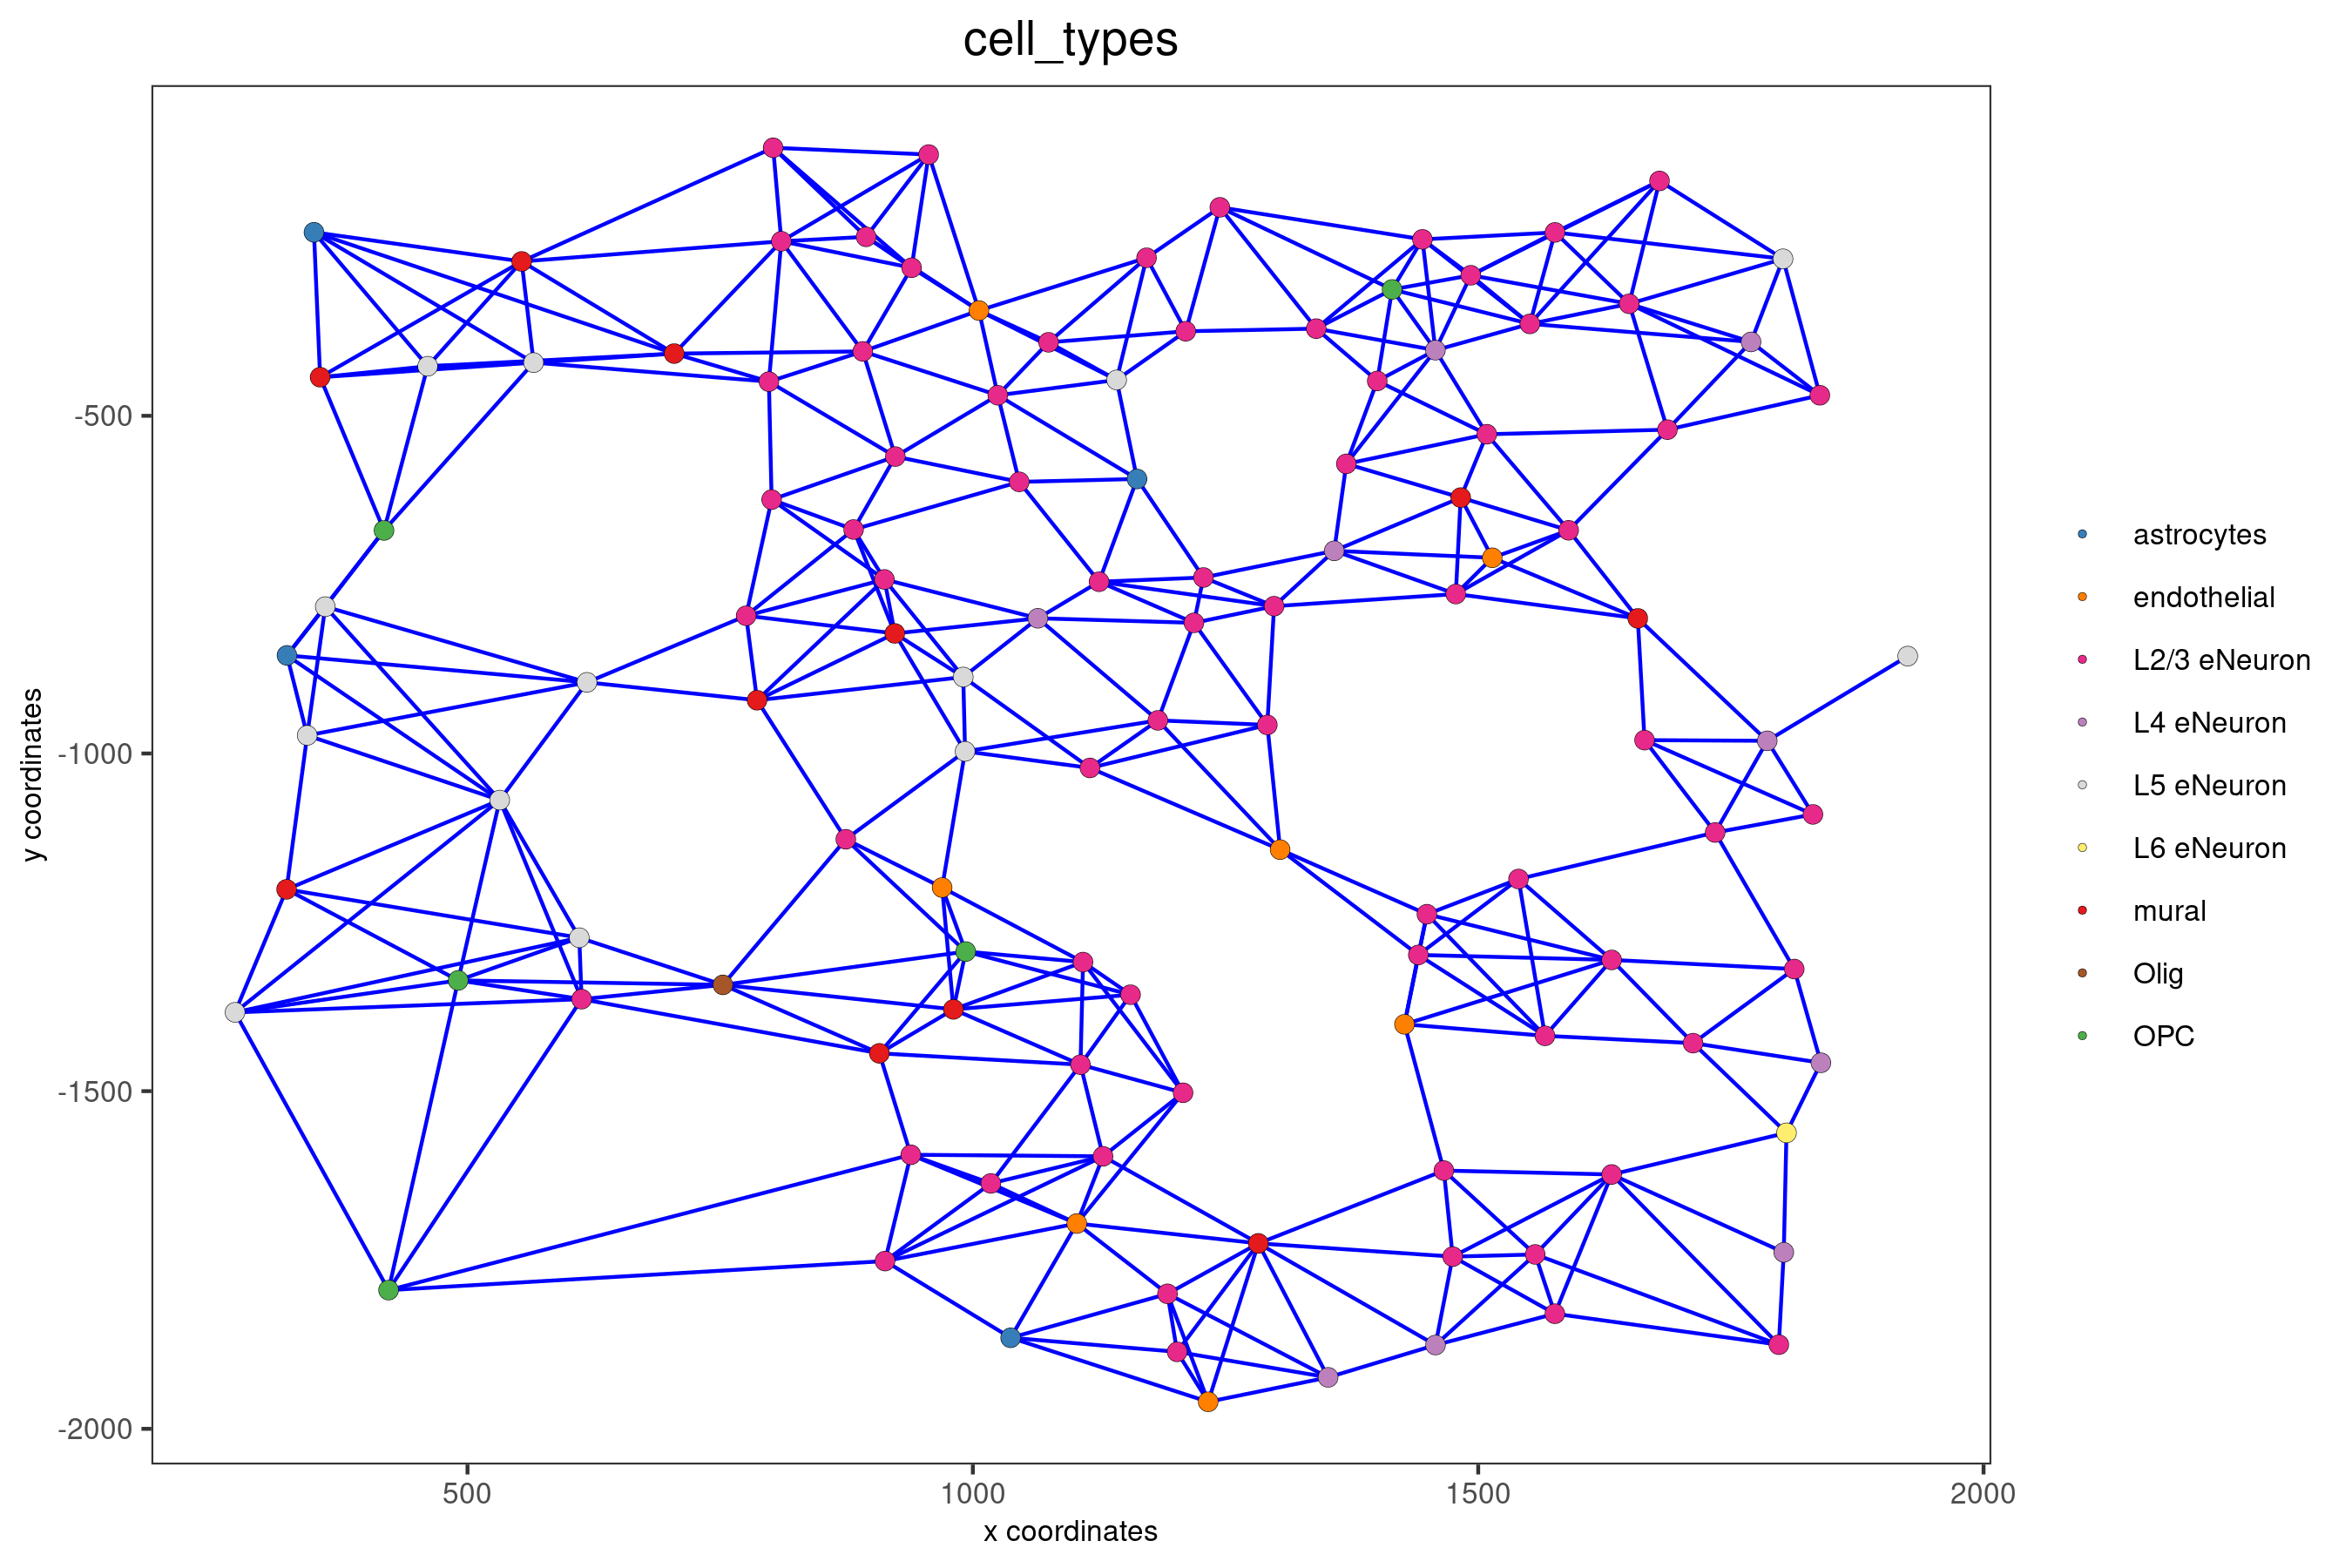 cell_types
y coordinates
-500
-1000
-1500
-2000
500
1000
1500
2000
x coordinates
astrocytes
endothelial
L2/3 eNeuron
L4 eNeuron
L5 eNeuron
L6 eNeuron
mural
Olig
OPC